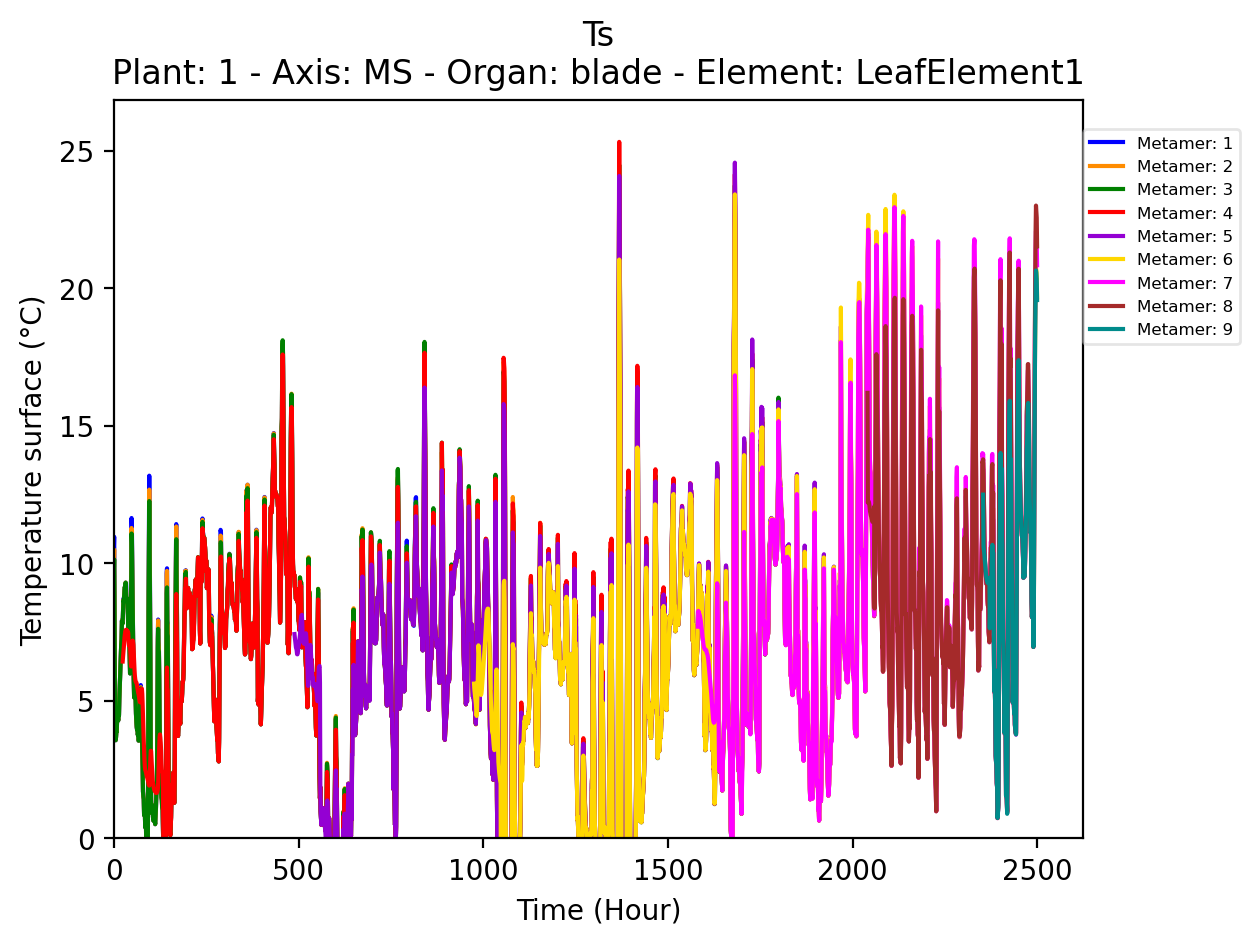 Ts
Plant: 1 - Axis: MS - Organ: blade - Element: LeafElement1
25
20
15
10
5
0
Temperature surface (°C)
0
500
1000
1500
2000
2500
Time (Hour)
Metamer: 1
Metamer: 2
Metamer: 3
Metamer: 4
Metamer: 5
Metamer: 6
Metamer: 7
Metamer: 8
Metamer: 9